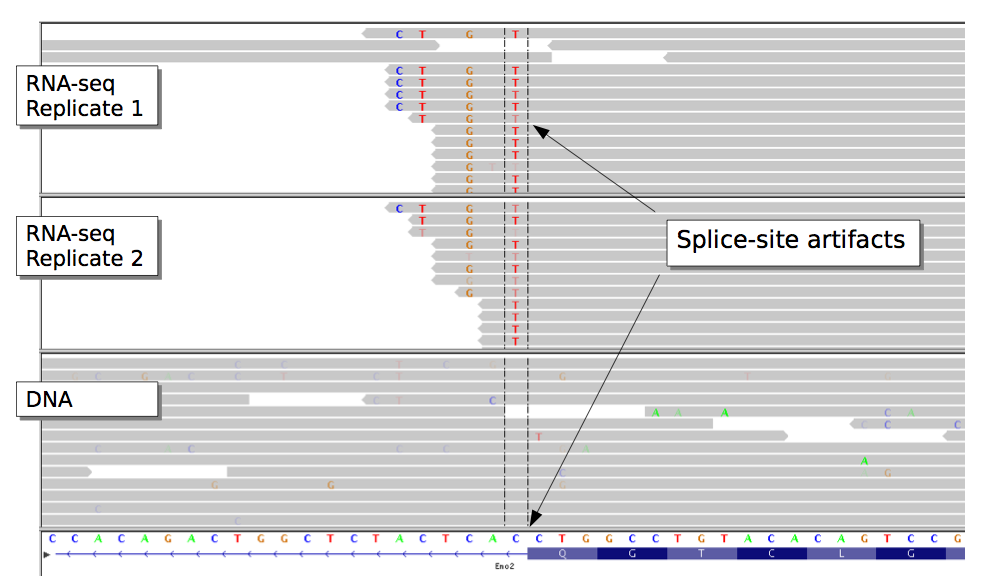 C T G T
RNA-seq
Replicate 1
C T G T
C T G T
C T G T
C T G T
T G T
G T
G T
G T
G T
G T
RNA-seq
Replicate 2
C T G T
T G T
T G T
G T
G T
G T
G T
T
T
T
T
Splice-site artifacts
DNA
C
A A A C A
C C C
T
A
C G
G G G
C C A C A G A C T G G C T C T A C T C A C C T G G C C T G T A C A C A G T C C G
Q G T C L G
Eno2